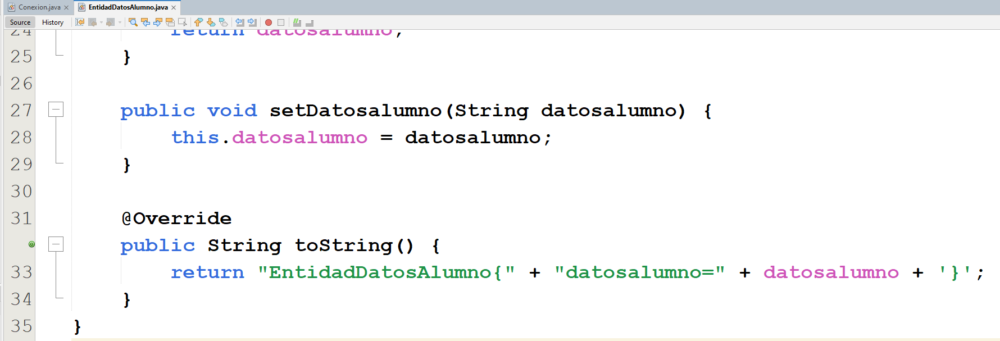 Conexion.java
EntidadDatosAlumno.java
Source History
24 return datosalumno;
25 }
26
27 public void setDatosalumno(String datosalumno) {
28 this.datosalumno = datosalumno;
29 }
30
31 @Override
public String toString() {
33 return "EntidadDatosAlumno{" + "datosalumno=" + datosalumno + '}';
34 }
35 }